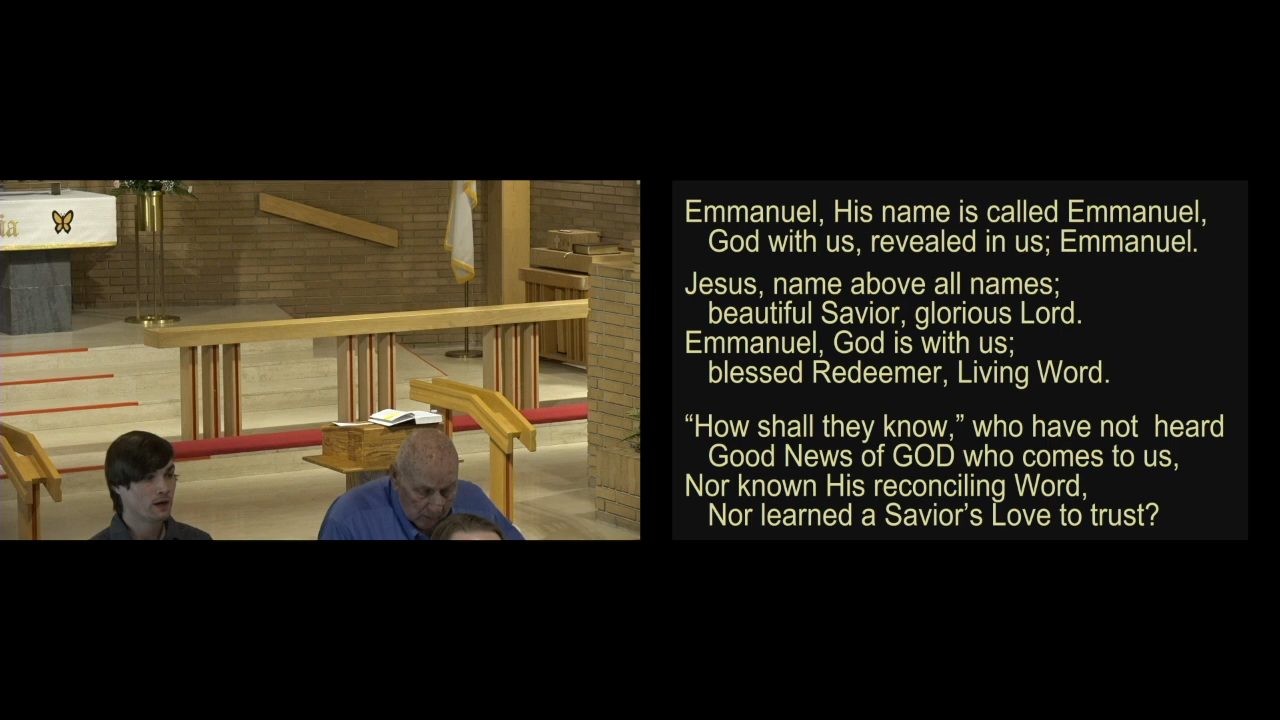 ia
Emmanuel, His name is called Emmanuel,
God with us, revealed in us; Emmanuel.
Jesus, name above all names;
beautiful Savior, glorious Lord.
Emmanuel, God is with us;
blessed Redeemer, Living Word.
“How shall they know,” who have not  heard
Good News of GOD who comes to us,
Nor known His reconciling Word,
Nor learned a Savior’s Love to trust?